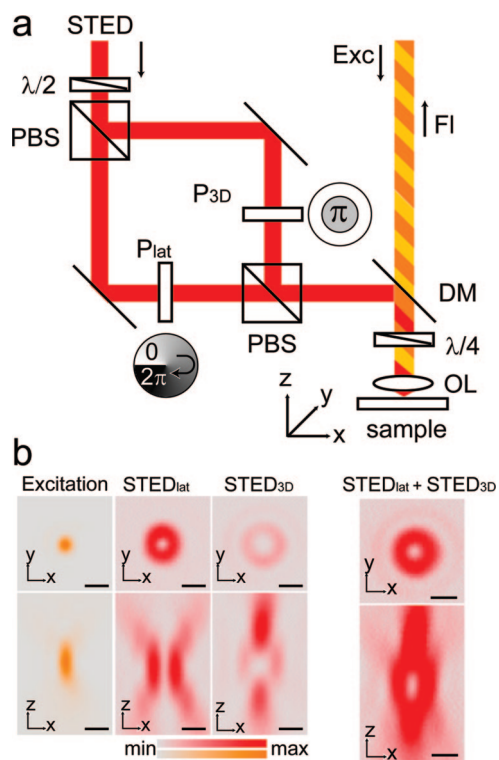 a
STED
λ/2
PBS
Exc
Fl
P3D
π
Plat
0
2π
PBS
DM
λ/4
OL
z
y
x
sample
b
Excitation
STEDlat
STED3D
STEDlat + STED3D
y
x
y
x
y
x
y
x
z
x
z
x
z
x
z
x
min
max